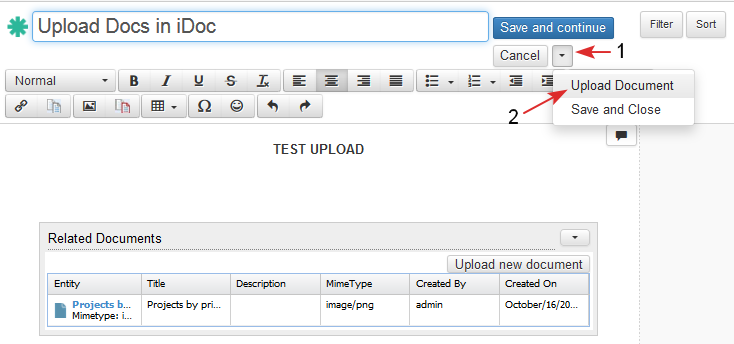 Upload Docs in iDoc
Save and continue
Filter
Sort
Cancel
1
Normal
B I U S Tx
Upload Document
2
Save and Close
Ω
TEST UPLOAD
Related Documents
Upload new document
Entity Title Description MimeType Created By Created On
Projects b... Projects by pri... image/png admin October/16/20...
Mimetype: i...